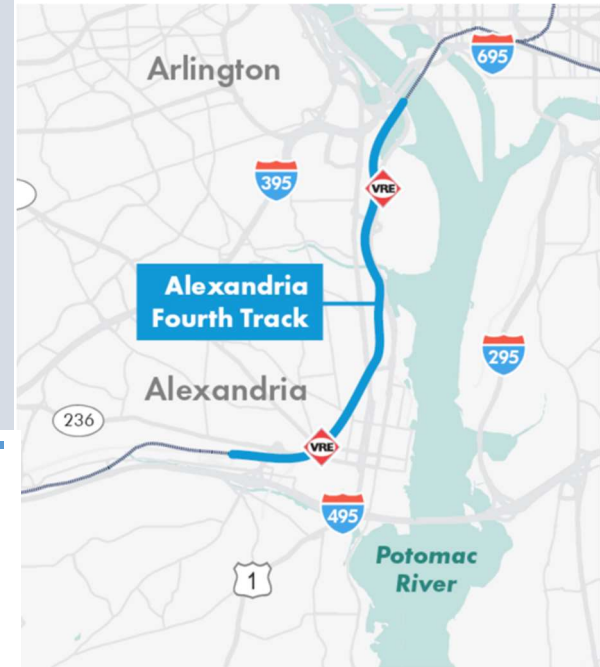 695
Arlington
395
VRE
Alexandria
Fourth Track
295
Alexandria
236
VRE
495
Potomac
River
1